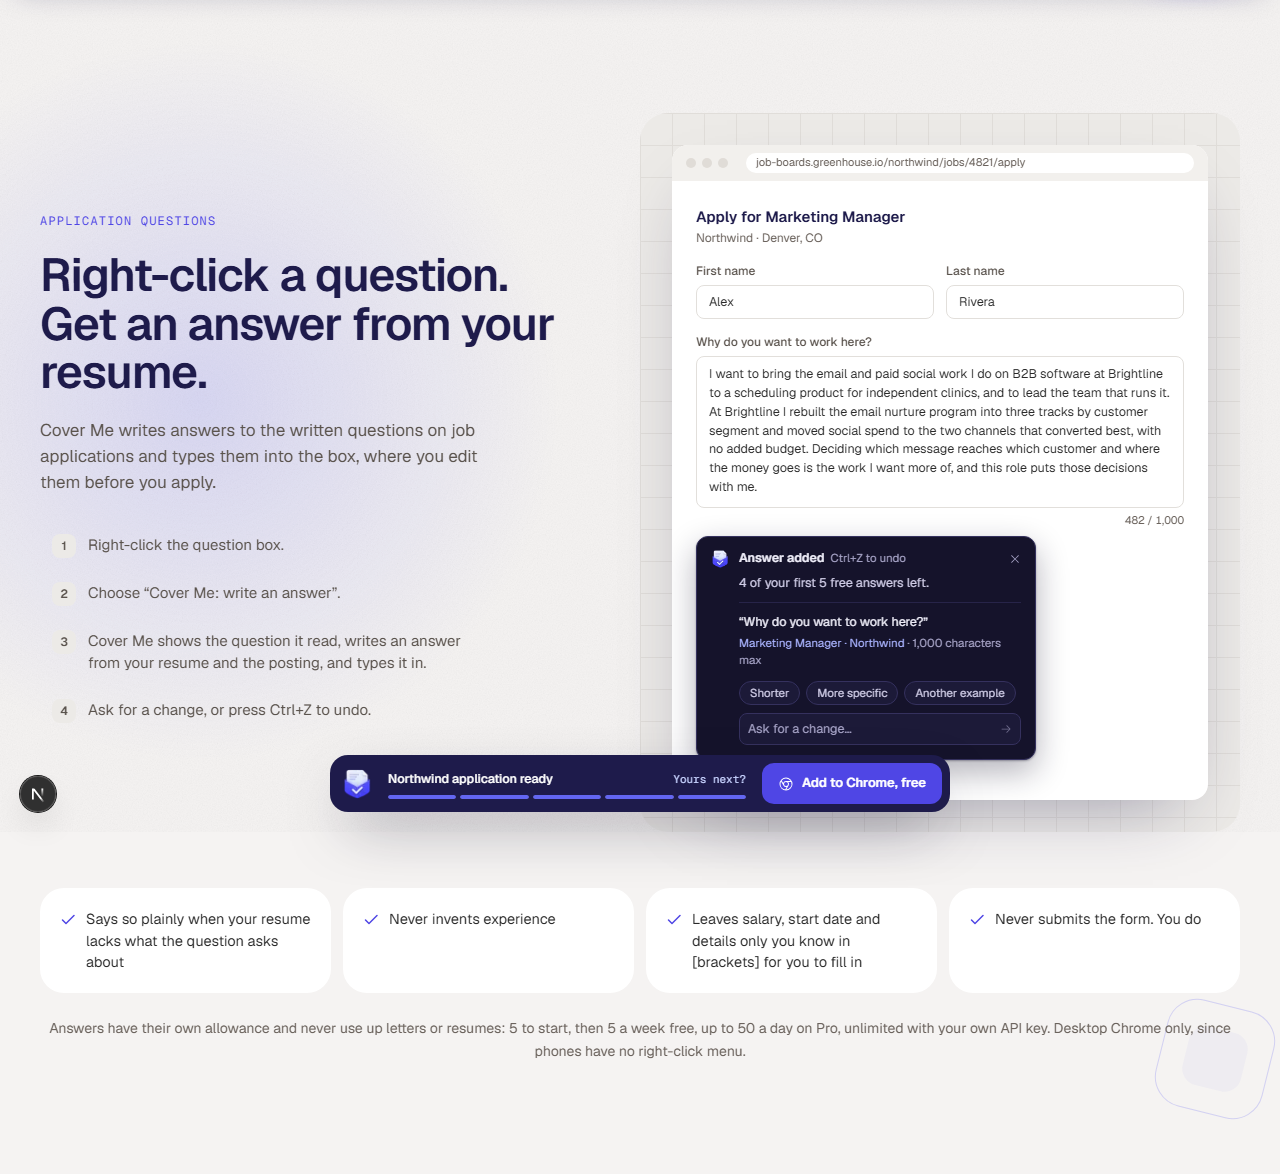 job-boards.greenhouse.io/northwind/jobs/4821/apply
APPLICATION QUESTIONS
Right-click a question.
Get an answer from your
resume.
Cover Me writes answers to the written questions on job
applications and types them into the box, where you edit
them before you apply.
1 Right-click the question box.
2 Choose “Cover Me: write an answer”.
3 Cover Me shows the question it read, writes an answer
from your resume and the posting, and types it in.
4 Ask for a change, or press Ctrl+Z to undo.
Apply for Marketing Manager
Northwind · Denver, CO
First name
Last name
Alex
Rivera
Why do you want to work here?
I want to bring the email and paid social work I do on B2B software at Brightline
to a scheduling product for independent clinics, and to lead the team that runs it.
At Brightline I rebuilt the email nurture program into three tracks by customer
segment and moved social spend to the two channels that converted best, with
no added budget. Deciding which message reaches which customer and where
the money goes is the work I want more of, and this role puts those decisions
with me.
482 / 1,000
Answer added Ctrl+Z to undo
4 of your first 5 free answers left.
“Why do you want to work here?”
Marketing Manager · Northwind · 1,000 characters
max
Shorter
More specific
Another example
Ask for a change…
N
Northwind application ready
Yours next?
Add to Chrome, free
Says so plainly when your resume
lacks what the question asks
about
Never invents experience
Leaves salary, start date and
details only you know in
[brackets] for you to fill in
Never submits the form. You do
Answers have their own allowance and never use up letters or resumes: 5 to start, then 5 a week free, up to 50 a day on Pro, unlimited with your own API key. Desktop Chrome only, since
phones have no right-click menu.